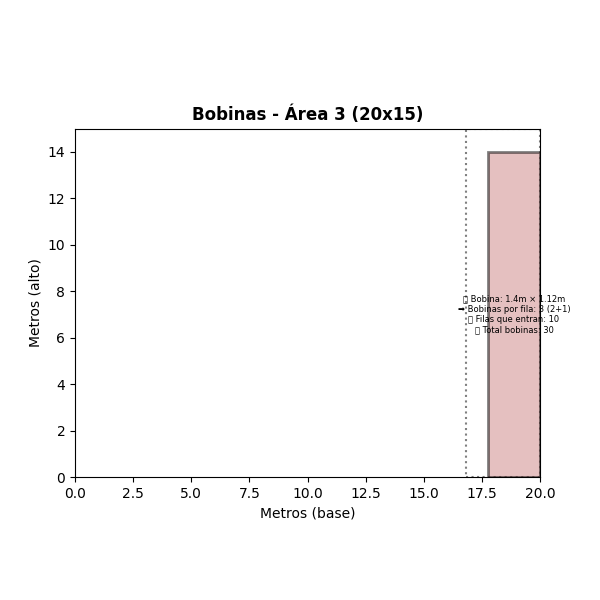 Bobinas - Área 3 (20x15)
Metros (alto)
14
12
10
8
6
4
2
0
Bobina: 1.4m × 1.12m
Bobinas por fila: 3 (2+1)
Filas que entran: 10
Total bobinas: 30
0.0 2.5 5.0 7.5 10.0 12.5 15.0 17.5 20.0
Metros (base)